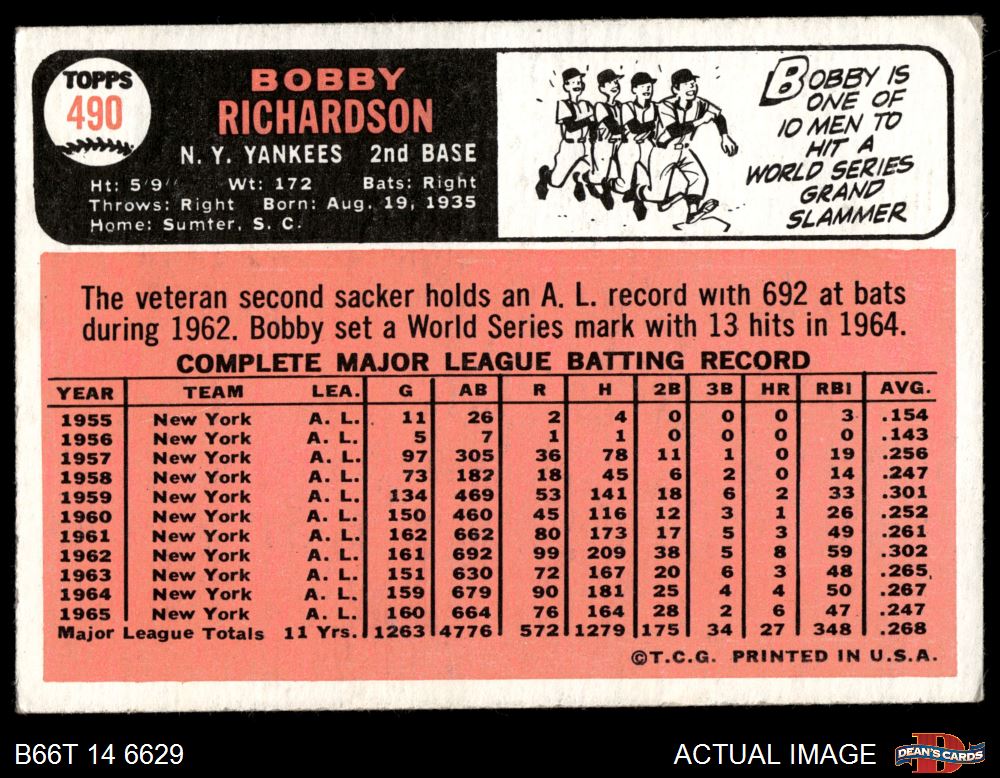 TOPPS
490
BOBBY
RICHARDSON
N. Y. YANKEES 2nd BASE
Ht: 5'9" Wt: 172 Bats: Right
Throws: Right Born: Aug. 19, 1935
Home: Sumter, S. C.
BOBBY IS
ONE OF
10 MEN TO
HIT A
WORLD SERIES
GRAND
SLAMMER
The veteran second sacker holds an A. L. record with 692 at bats
during 1962. Bobby set a World Series mark with 13 hits in 1964.
COMPLETE MAJOR LEAGUE BATTING RECORD
YEAR TEAM LEA. G AB R H 2B 3B HR RBI AVG.
1955 New York A. L. 11 26 2 4 0 0 0 3 .154
1956 New York A. L. 5 7 1 1 0 0 0 0 .143
1957 New York A. L. 97 305 36 78 11 1 0 19 .256
1958 New York A. L. 73 182 18 45 6 2 0 14 .247
1959 New York A. L. 134 469 53 141 18 6 2 33 .301
1960 New York A. L. 150 460 45 116 12 3 1 26 .252
1961 New York A. L. 162 662 80 173 17 5 3 49 .261
1962 New York A. L. 161 692 99 209 38 5 8 59 .302
1963 New York A. L. 151 630 72 167 20 6 3 48 .265
1964 New York A. L. 159 679 90 181 25 4 4 50 .267
1965 New York A. L. 160 664 76 164 28 2 6 47 .247
Major League Totals 11 Yrs. 1263 4776 572 1279 175 34 27 348 .268
©T.C.G. PRINTED IN U.S.A.
B66T 14 6629 ACTUAL IMAGE DEAN'S CARDS